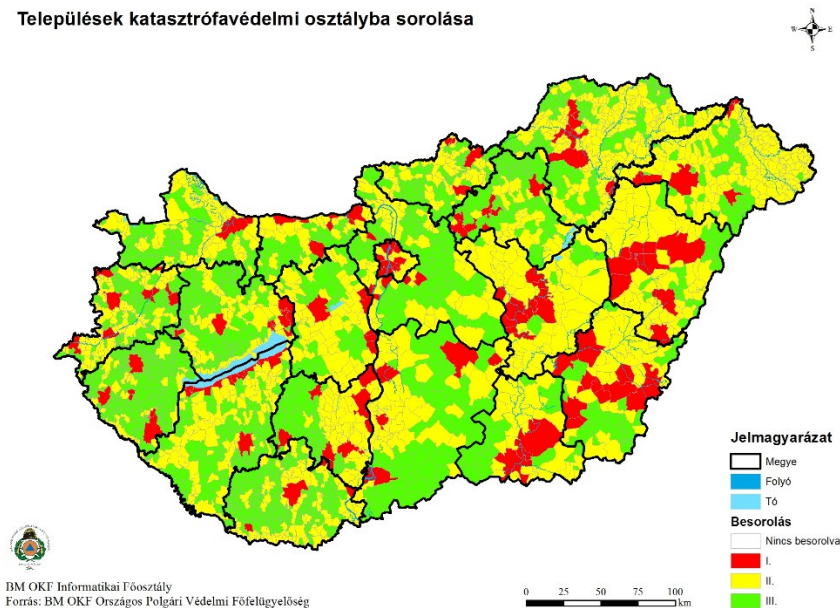 Települések katasztrófavédelmi osztályba sorolása
N
W
E
S
Jelmagyarázat
Megye
Folyó
Tó
Besorolás
Nincs besorolva
I.
II.
III.
BM OKF Informatikai Főosztály
Forrás: BM OKF Országos Polgári Védelmi Főfelügyelőség
0 25 50 75 100
km